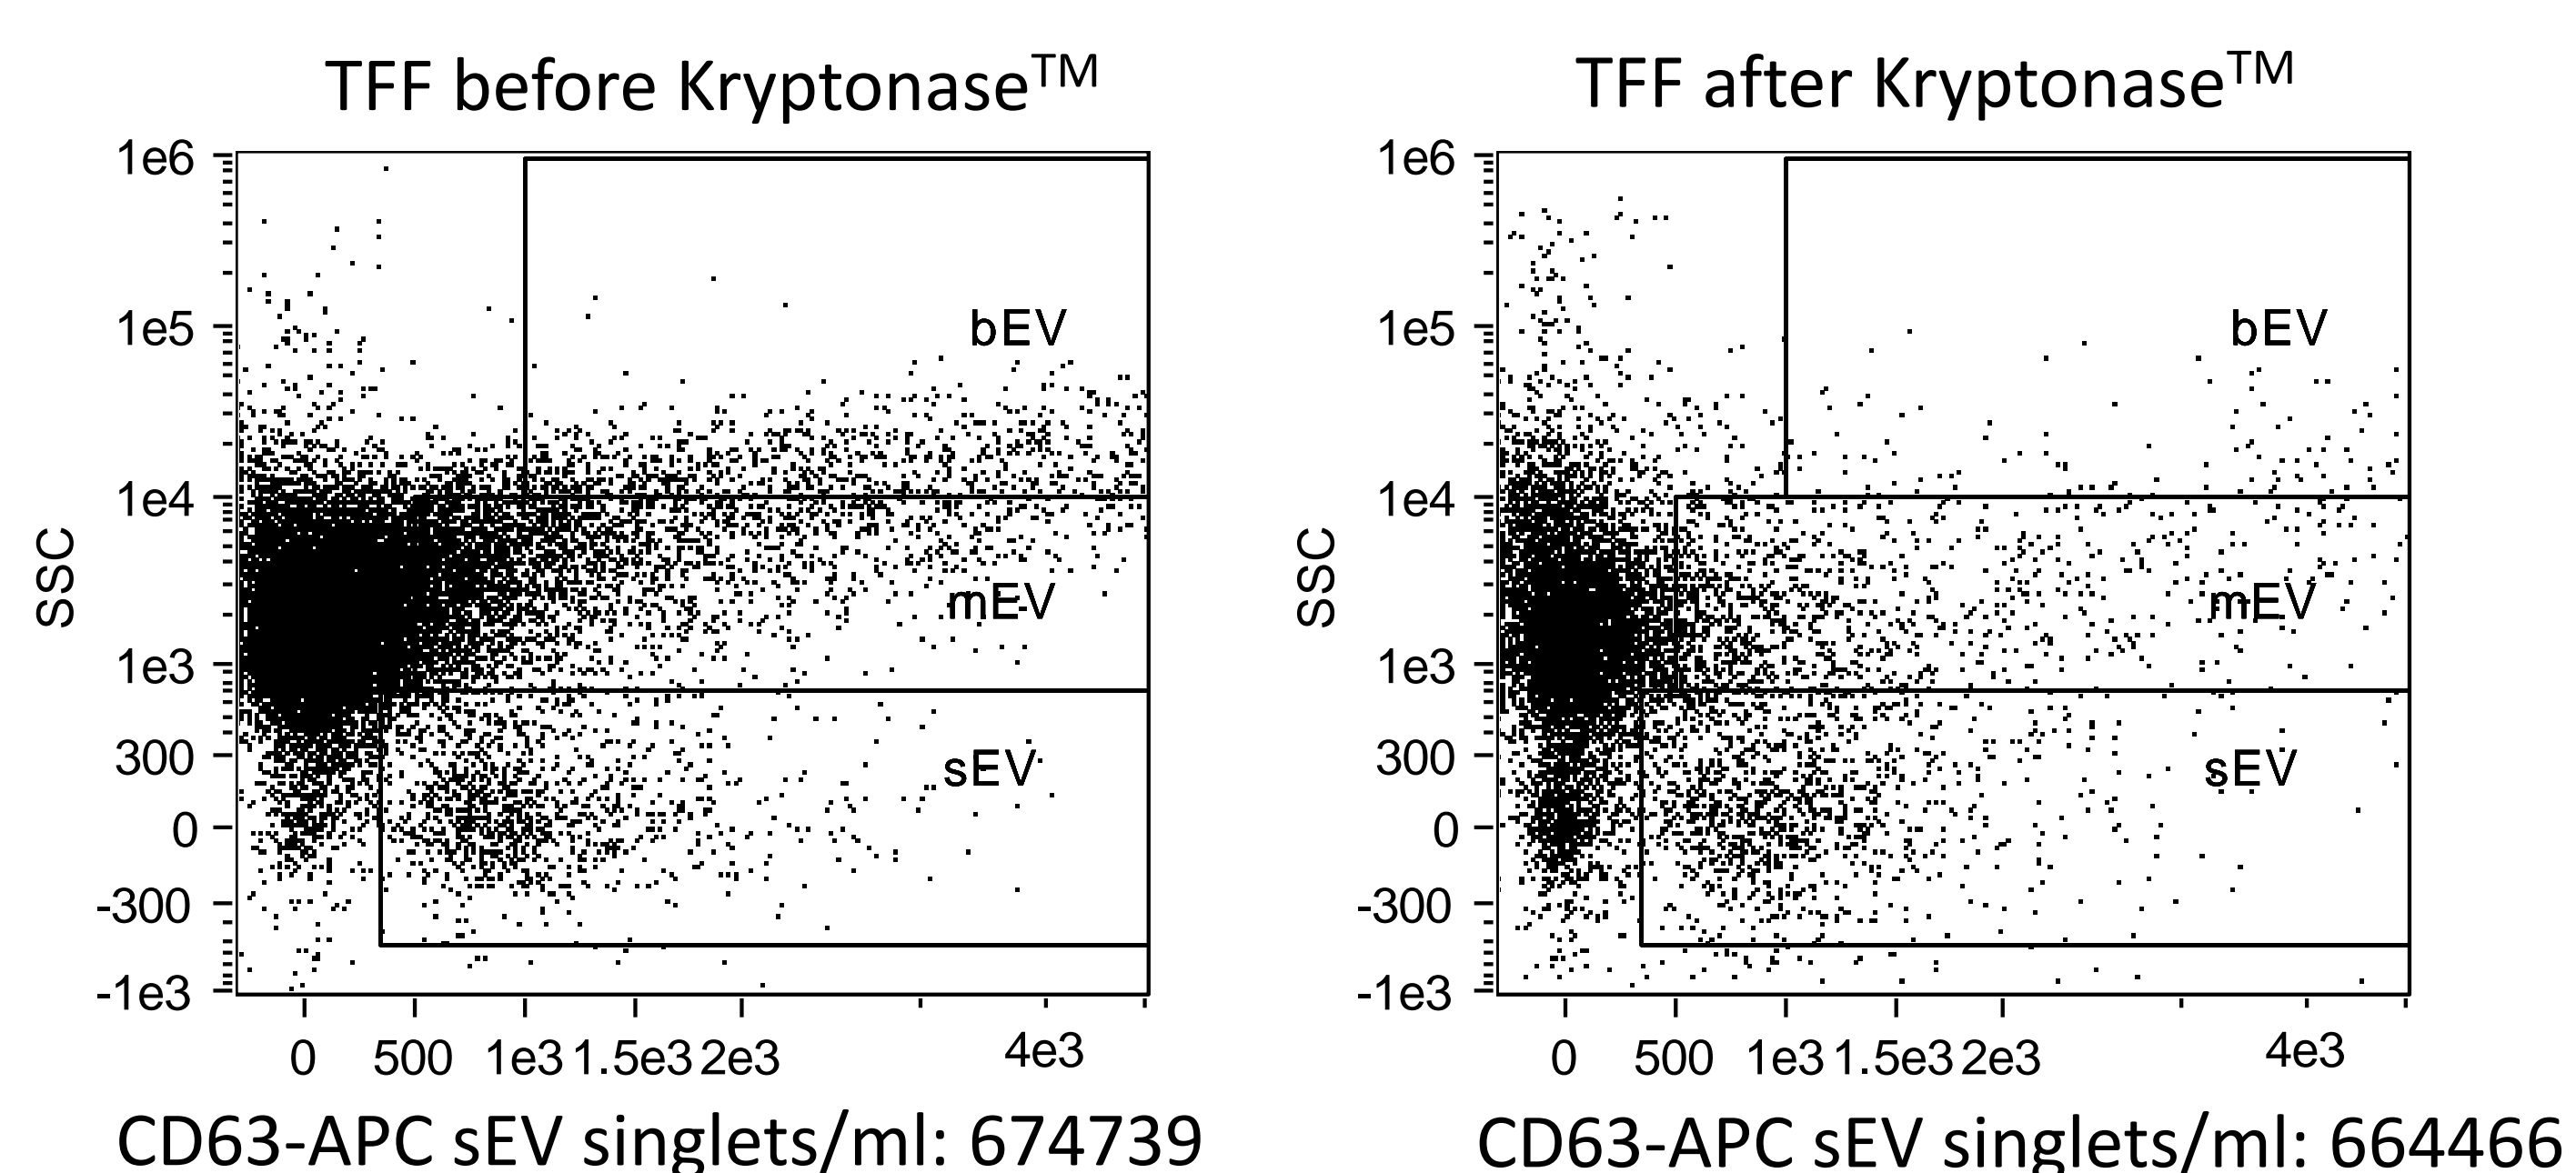 TFF before Kryptonase™
1e6
1e5
1e4
1e3
300
0
-300
-1e3
SSC
bEV
mEV
sEV
0 500 1e3 1.5e3 2e3 4e3
CD63-APC sEV singlets/ml: 674739
TFF after Kryptonase™
1e6
1e5
1e4
1e3
300
0
-300
-1e3
SSC
bEV
mEV
sEV
0 500 1e3 1.5e3 2e3 4e3
CD63-APC sEV singlets/ml: 664466